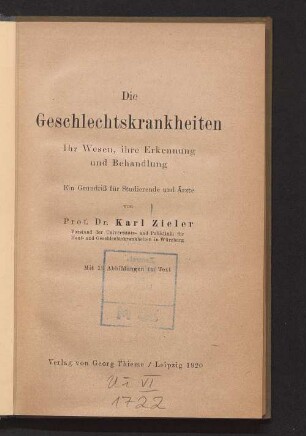 Die
Geschlechtskrankheiten
Ihr Wesen, ihre Erkennung
und Behandlung
Ein Grundriß für Studierende und Ärzte
von
Prof. Dr. Karl Zieler
Vorstand der Universitäts- und Poliklinik für
Haut- und Geschlechtskrankheiten in Würzburg
Mit Abbildungen im Text
Verlag von Georg Thieme / Leipzig 1920
VI
1722